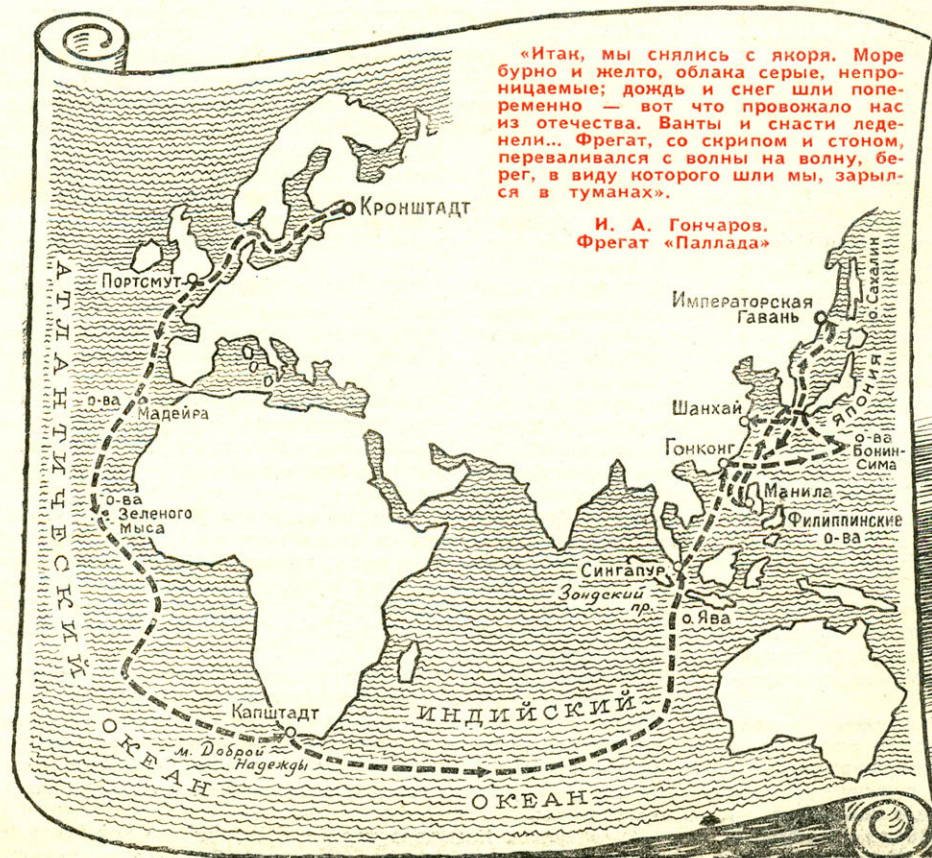 «Итак, мы снялись с якоря. Море
бурно и желто, облака серые, непро-
ницаемые; дождь и снег шли попе-
ременно — вот что провожало нас
из отечества. Ванты и снасти леде-
нели... Фрегат, со скрипом и стоном,
переваливался с волны на волну, бе-
рег, в виду которого шли мы, зарыл-
ся в туманах».
И. А. Гончаров.
Фрегат «Паллада»
Кронштадт
Портсмут
АТЛАНТИЧЕСКИЙ
ОКЕАН
о-ва
Мадейра
о-ва
Зеленого
Мыса
Капштадт
м. Доброй
Надежды
ИНДИЙСКИЙ
ОКЕАН
о. Сахалин
Императорская
Гавань
ЯПОНИЯ
Шанхай
Гонконг
о-ва
Бонин-
Сима
Манила
Филиппинские
о-ва
Сингапур
Зондский
пр.
о. Ява